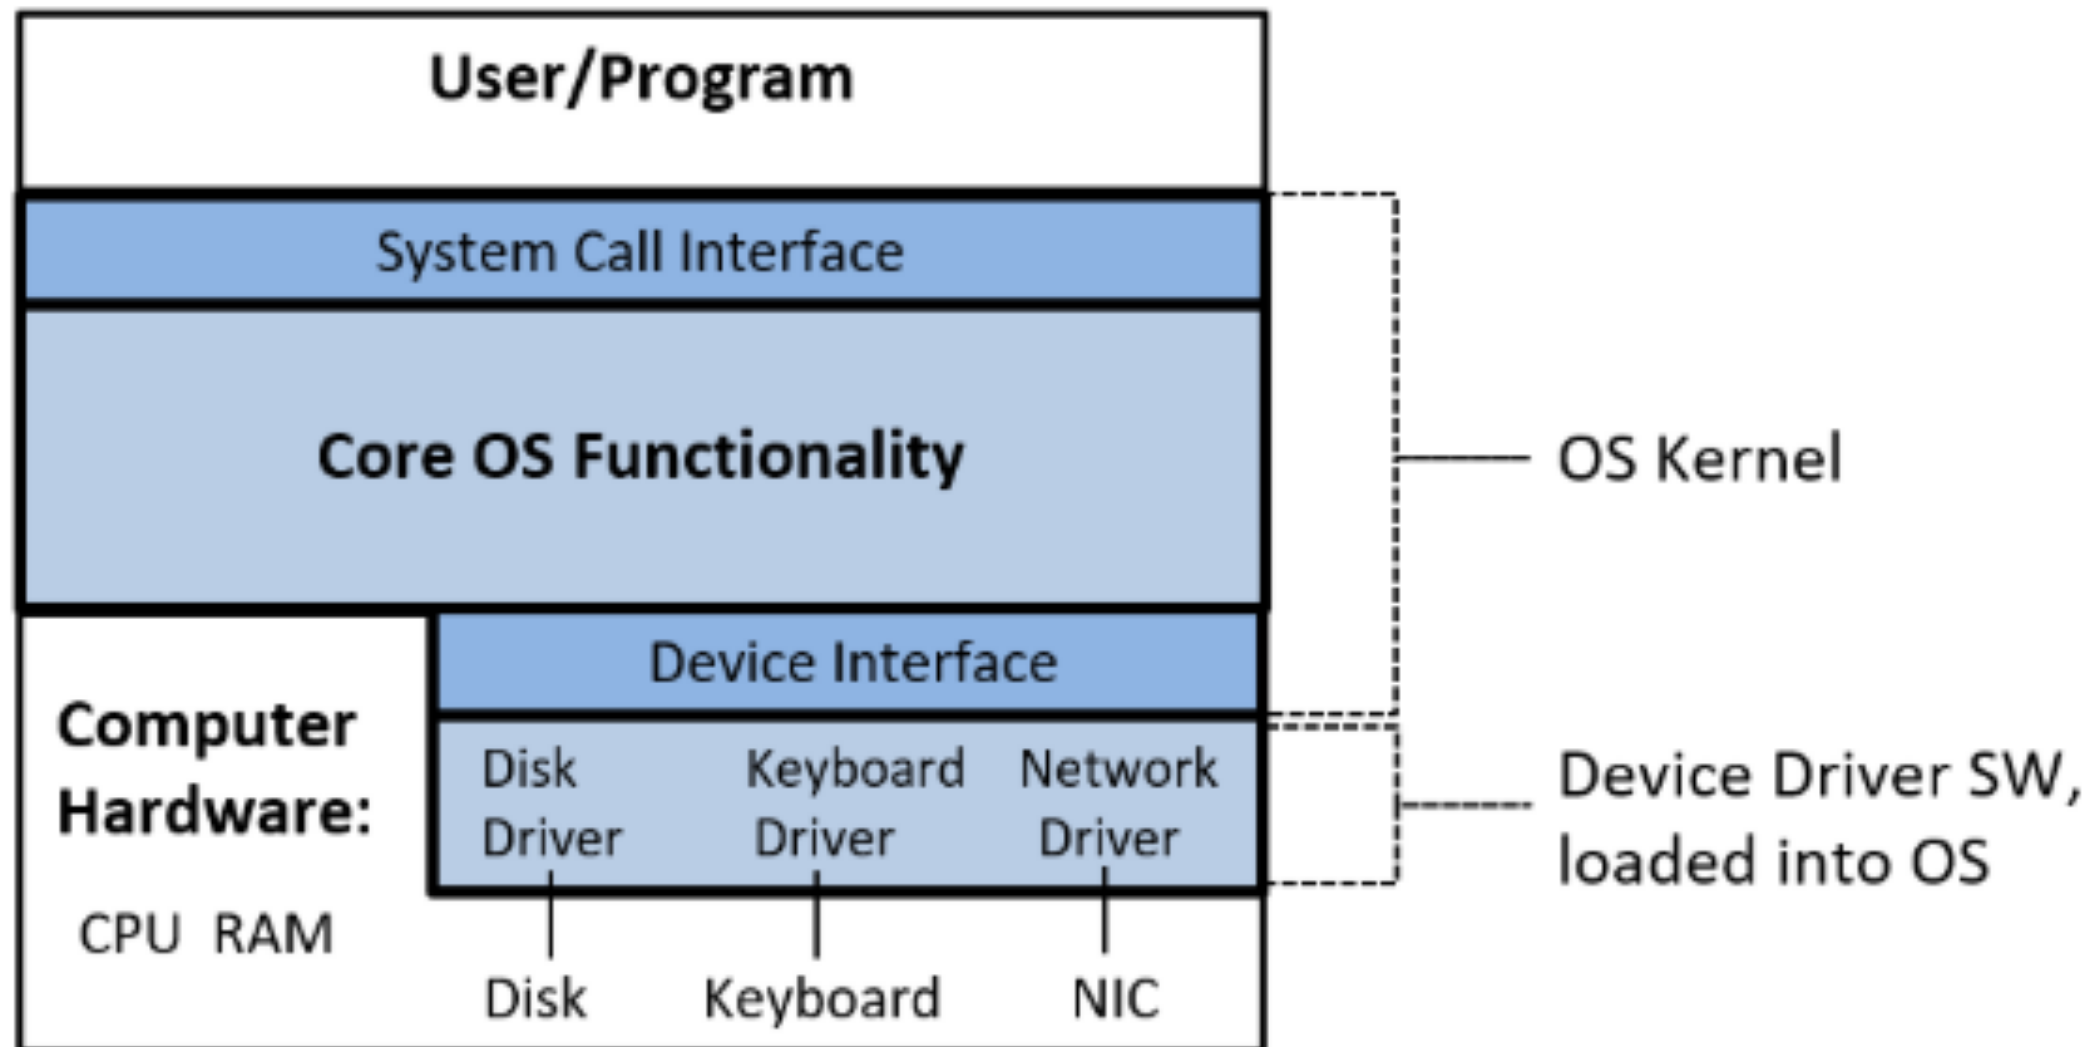 User/Program
System Call Interface
Core OS Functionality
OS Kernel
Device Interface
Computer
Hardware:
CPU RAM
Disk
Driver
Keyboard
Driver
Network
Driver
Device Driver SW,
loaded into OS
Disk
Keyboard
NIC